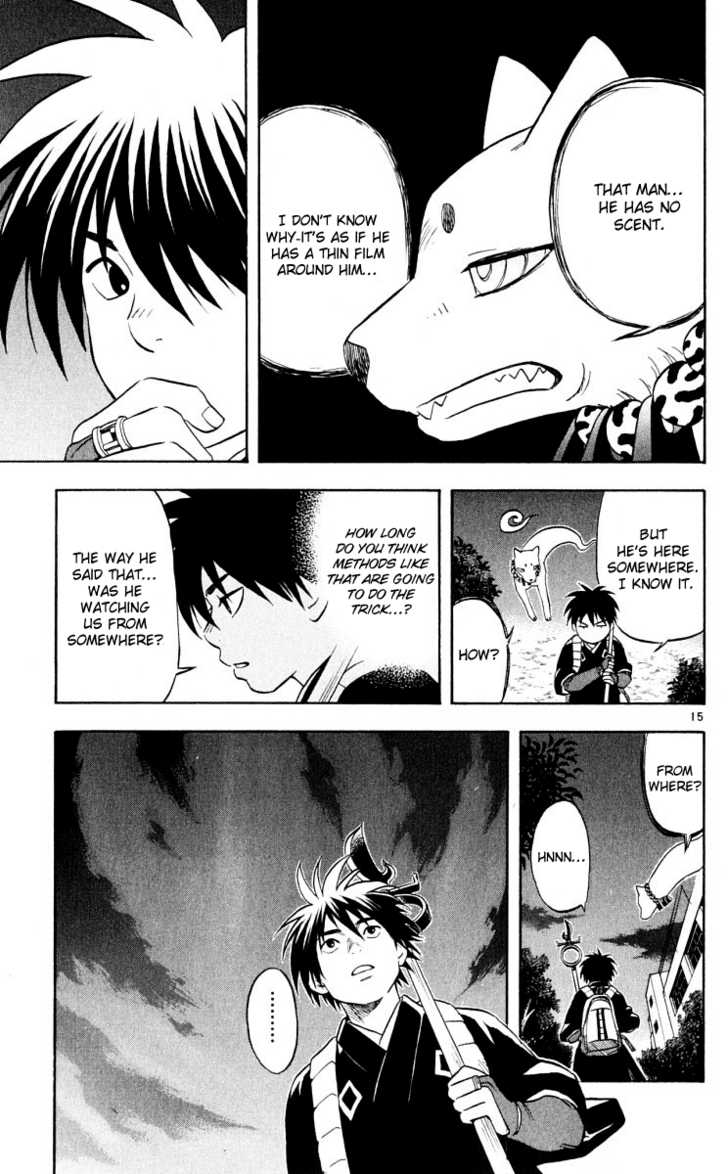 THAT MAN...
HE HAS NO
SCENT.
I DON'T KNOW
WHY-IT'S AS IF HE
HAS A THIN FILM
AROUND HIM...
BUT
HE'S HERE
SOMEWHERE.
I KNOW IT.
HOW?
HOW LONG
DO YOU THINK
METHODS LIKE
THAT ARE GOING
TO DO THE
TRICK...?
THE WAY HE
SAID THAT...
WAS HE
WATCHING
US FROM
SOMEWHERE?
15
FROM
WHERE?
HNNN...
........